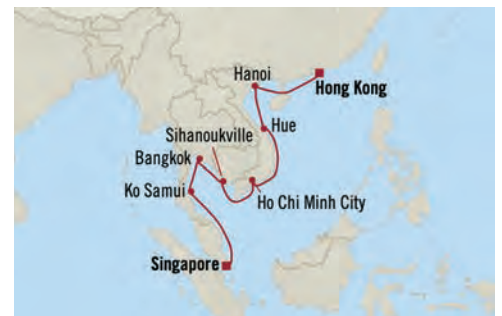 Hanoi
Hong Kong
Sihanoukville
Hue
Bangkok
Ko Samui
Ho Chi Minh City
Singapore